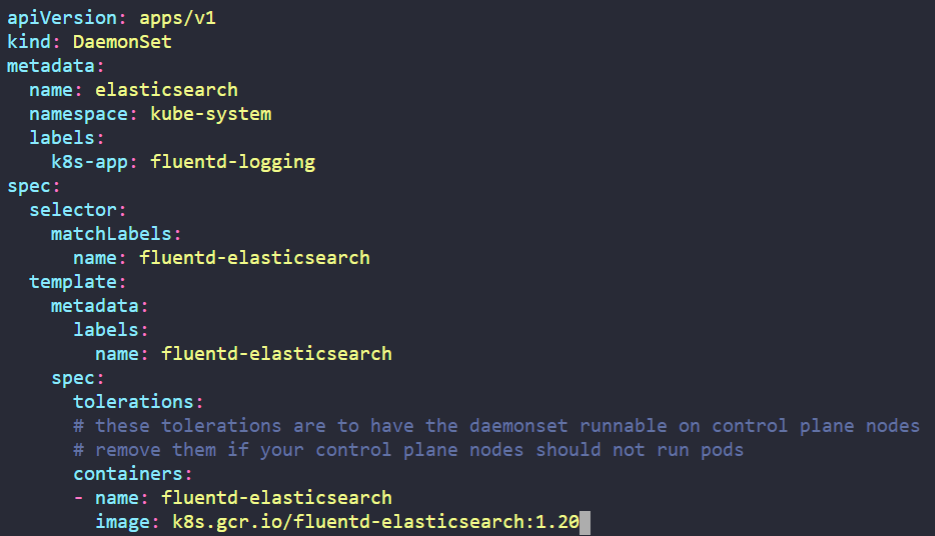 apiVersion: apps/v1
kind: DaemonSet
metadata:
  name: elasticsearch
  namespace: kube-system
  labels:
    k8s-app: fluentd-logging
spec:
  selector:
    matchLabels:
      name: fluentd-elasticsearch
  template:
    metadata:
      labels:
        name: fluentd-elasticsearch
    spec:
      tolerations:
      # these tolerations are to have the daemonset runnable on control plane nodes
      # remove them if your control plane nodes should not run pods
      containers:
      - name: fluentd-elasticsearch
        image: k8s.gcr.io/fluentd-elasticsearch:1.20